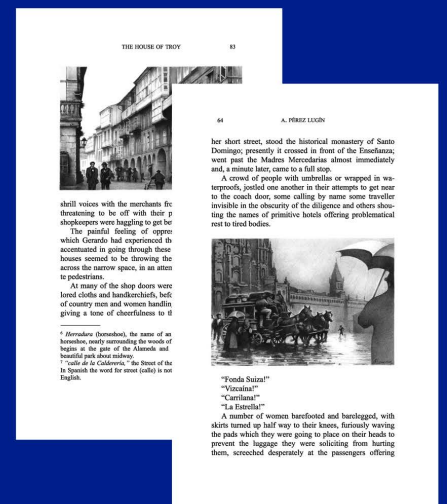 THE HOUSE OF TROY 83
shrill voices with the merchants fro
threatening to be off with their p
shopkeepers were haggling to get be
The painful feeling of oppres
which Gerardo had experienced th
accentuated in going through these
houses seemed to be throwing the
across the narrow space, in an atten
te pedestrians.
At many of the shop doors were
lored cloths and handkerchiefs, befo
of country men and women handlin
giving a tone of cheerfulness to th
6 Herradura (horseshoe), the name of an
horseshoe, nearly surrounding the woods of
begins at the gate of the Alameda and
beautiful park about midway.
7 "calle de la Calderería," the Street of the
In Spanish the word for street (calle) is not
English.
64 A. PÉREZ LUGÍN
her short street, stood the historical monastery of Santo
Domingo; presently it crossed in front of the Enseñanza;
went past the Madres Mercedarias almost immediately
and, a minute later, came to a full stop.
A crowd of people with umbrellas or wrapped in wa-
terproofs, jostled one another in their attempts to get near
to the coach door, some calling by name some traveller
invisible in the obscurity of the diligence and others shou-
ting the names of primitive hotels offering problematical
rest to tired bodies.
"Fonda Suiza!"
"Vizcaína!"
"Carrilana!"
"La Estrella!"
A number of women barefooted and barelegged, with
skirts turned up half way to their knees, furiously waving
the pads which they were going to place on their heads to
prevent the luggage they were soliciting from hurting
them, screeched desperately at the passengers offering